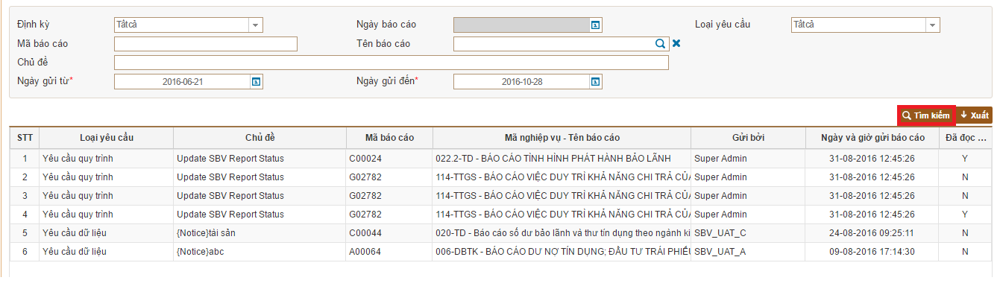 Định kỳ Tất cả Ngày báo cáo Loại yêu cầu Tất cả
Mã báo cáo Tên báo cáo
Chủ đề
Ngày gửi từ* 2016-06-21 Ngày gửi đến* 2016-10-28
Tìm kiếm Xuất
STT Loại yêu cầu Chủ đề Mã báo cáo Mã nghiệp vụ - Tên báo cáo Gửi bởi Ngày và giờ gửi báo cáo Đã đọc ...
1 Yêu cầu quy trình Update SBV Report Status C00024 022.2-TD - BÁO CÁO TÌNH HÌNH PHÁT HÀNH BẢO LÃNH Super Admin 31-08-2016 12:45:26 Y
2 Yêu cầu quy trình Update SBV Report Status G02782 114-TTGS - BÁO CÁO VIỆC DUY TRÌ KHẢ NĂNG CHI TRẢ CỦA Super Admin 31-08-2016 12:45:26 N
3 Yêu cầu quy trình Update SBV Report Status G02782 114-TTGS - BÁO CÁO VIỆC DUY TRÌ KHẢ NĂNG CHI TRẢ CỦA Super Admin 31-08-2016 12:45:26 N
4 Yêu cầu quy trình Update SBV Report Status G02782 114-TTGS - BÁO CÁO VIỆC DUY TRÌ KHẢ NĂNG CHI TRẢ CỦA Super Admin 31-08-2016 12:45:26 Y
5 Yêu cầu dữ liệu {Notice}tài sản C00044 020-TD - Báo cáo số dư bảo lãnh và thư tín dụng theo ngành ki SBV_UAT_C 24-08-2016 09:25:11 N
6 Yêu cầu dữ liệu {Notice}abc A00064 006-DBTK - BÁO CÁO DƯ NỢ TÍN DỤNG; ĐẦU TƯ TRÁI PHIẾU SBV_UAT_A 09-08-2016 17:14:30 N